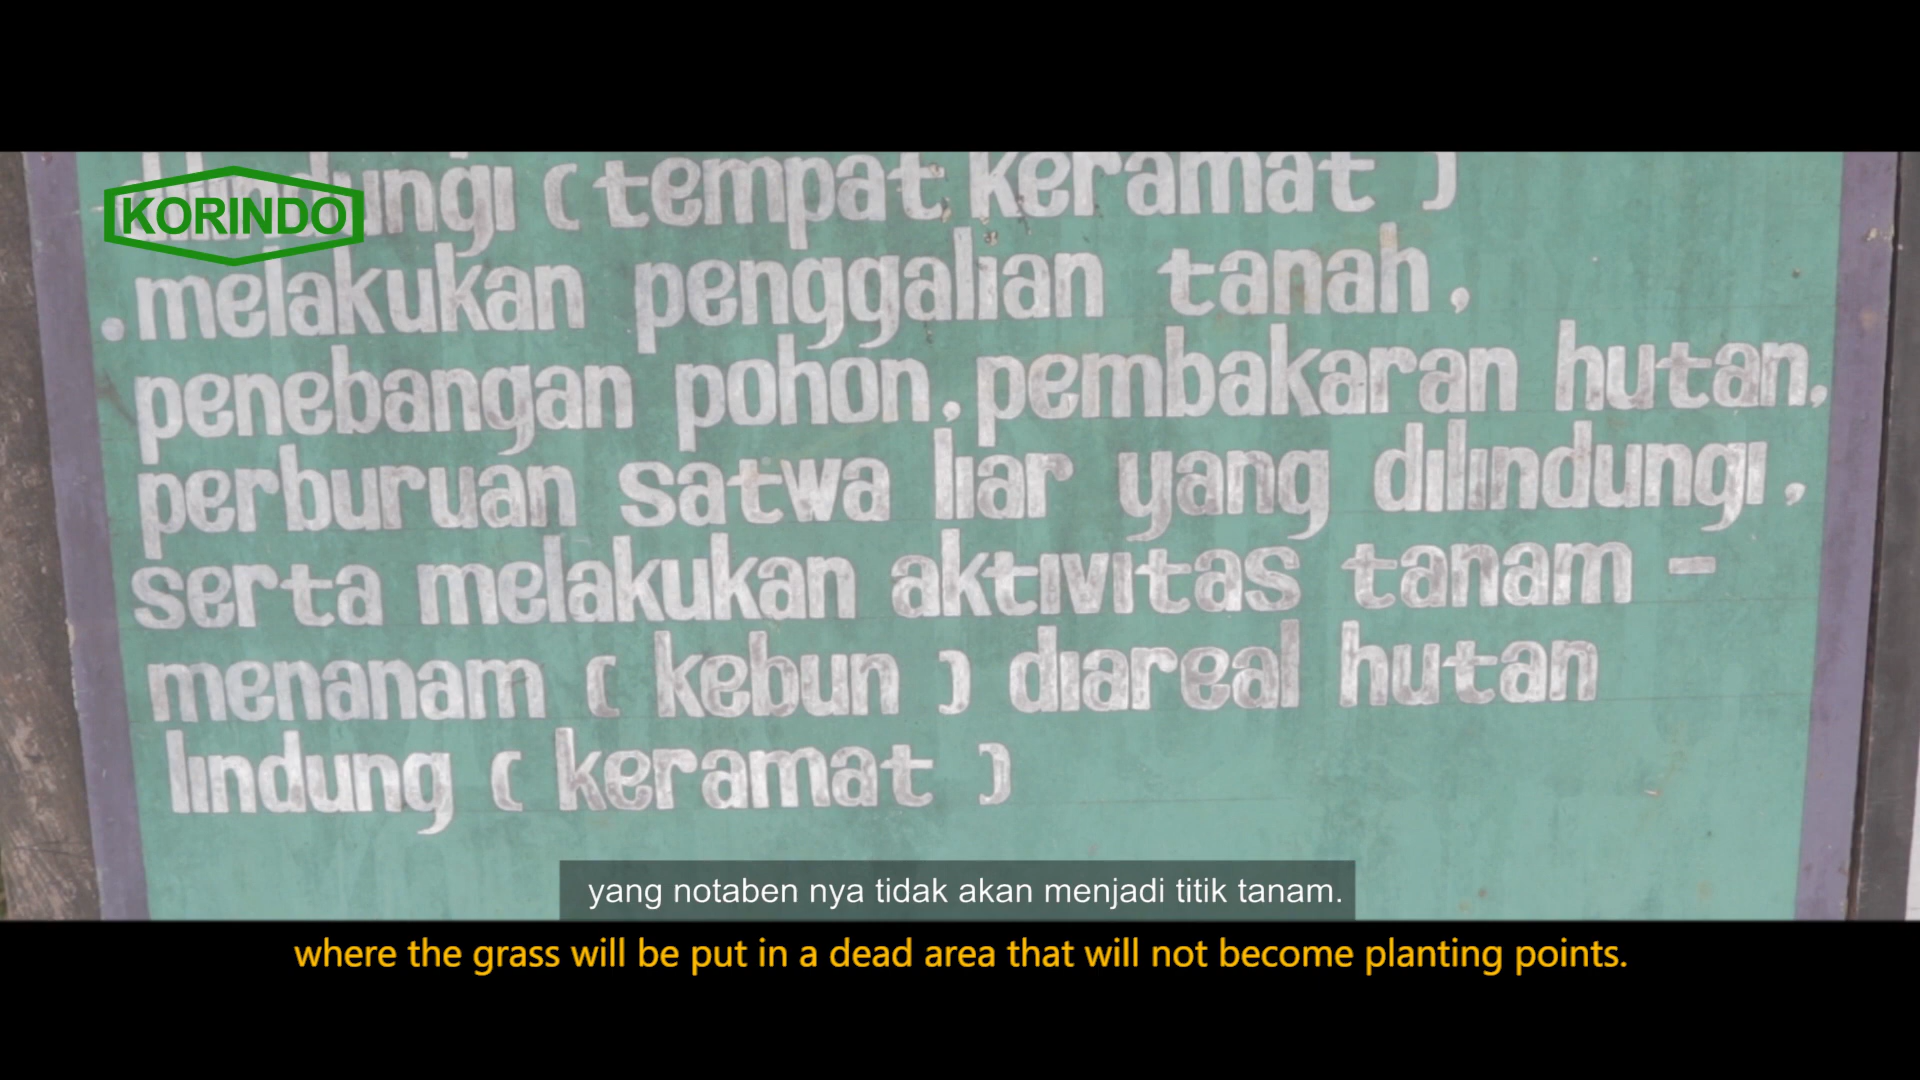 KORINDO
( tempat keramat )
. melakukan penggalian tanah,
penebangan pohon, pembakaran hutan,
perburuan satwa liar yang dilindungi,
serta melakukan aktivitas tanam -
menanam ( kebun ) diareal hutan
lindung ( keramat )
yang notaben nya tidak akan menjadi titik tanam.
where the grass will be put in a dead area that will not become planting points.